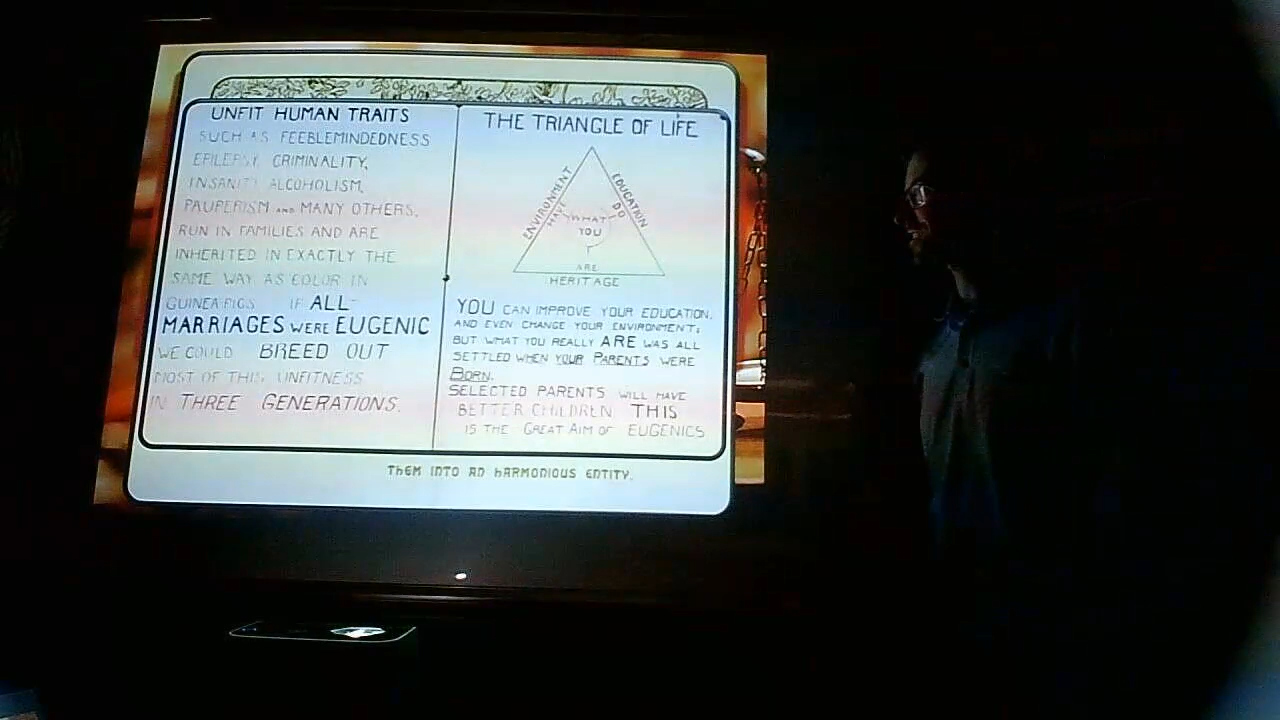 UNFIT HUMAN TRAITS
SUCH AS FEEBLEMINDEDNESS
EPILEPSY, CRIMINALITY,
INSANITY, ALCOHOLISM,
PAUPERISM AND MANY OTHERS,
RUN IN FAMILIES AND ARE
INHERITED IN EXACTLY THE
SAME WAY AS COLOR IN
GUINEA PIGS. IF ALL
MARRIAGES WERE EUGENIC
WE COULD BREED OUT
MOST OF THIS UNFITNESS
IN THREE GENERATIONS.
THE TRIANGLE OF LIFE
ENVIRONMENT
EDUCATION
HAVE
DO
WHAT
YOU
ARE
HERITAGE
YOU CAN IMPROVE YOUR EDUCATION,
AND EVEN CHANGE YOUR ENVIRONMENT;
BUT WHAT YOU REALLY ARE WAS ALL
SETTLED WHEN YOUR PARENTS WERE
BORN.
SELECTED PARENTS WILL HAVE
BETTER CHILDREN THIS
IS THE GREAT AIM OF EUGENICS
THEM INTO AN HARMONIOUS ENTITY.